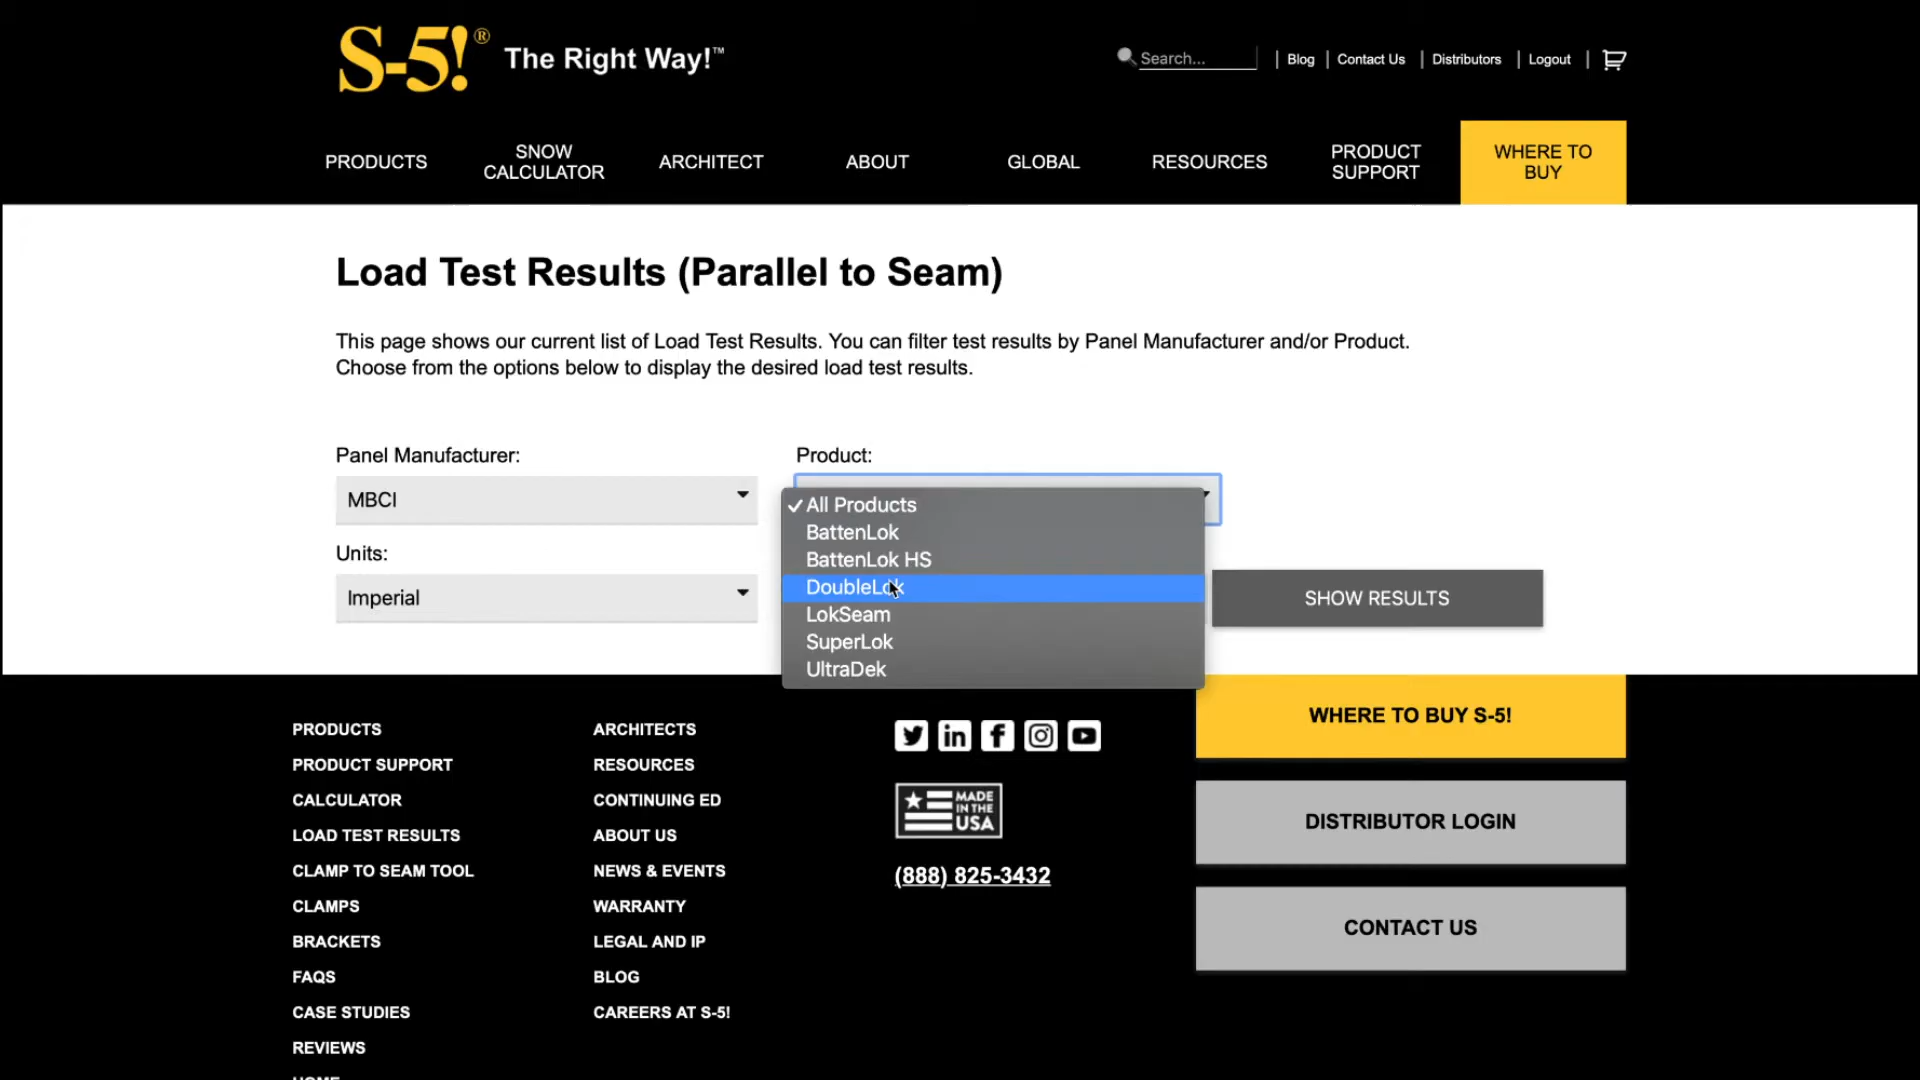 S-5!® The Right Way!™
Search...
Blog
Contact Us
Distributors
Logout
PRODUCTS
SNOW
CALCULATOR
ARCHITECT
ABOUT
GLOBAL
RESOURCES
PRODUCT
SUPPORT
WHERE TO
BUY
Load Test Results (Parallel to Seam)
This page shows our current list of Load Test Results. You can filter test results by Panel Manufacturer and/or Product.
Choose from the options below to display the desired load test results.
Panel Manufacturer:
MBCI
Product:
All Products
BattenLok
BattenLok HS
DoubleLok
LokSeam
SuperLok
UltraDek
Units:
Imperial
SHOW RESULTS
PRODUCTS
PRODUCT SUPPORT
CALCULATOR
LOAD TEST RESULTS
CLAMP TO SEAM TOOL
CLAMPS
BRACKETS
FAQS
CASE STUDIES
REVIEWS
HOME
ARCHITECTS
RESOURCES
CONTINUING ED
ABOUT US
NEWS & EVENTS
WARRANTY
LEGAL AND IP
BLOG
CAREERS AT S-5!
MADE
IN THE
USA
(888) 825-3432
WHERE TO BUY S-5!
DISTRIBUTOR LOGIN
CONTACT US